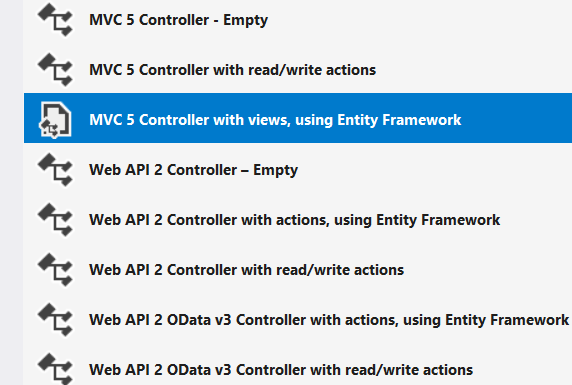 MVC 5 Controller - Empty
MVC 5 Controller with read/write actions
MVC 5 Controller with views, using Entity Framework
Web API 2 Controller – Empty
Web API 2 Controller with actions, using Entity Framework
Web API 2 Controller with read/write actions
Web API 2 OData v3 Controller with actions, using Entity Framework
Web API 2 OData v3 Controller with read/write actions